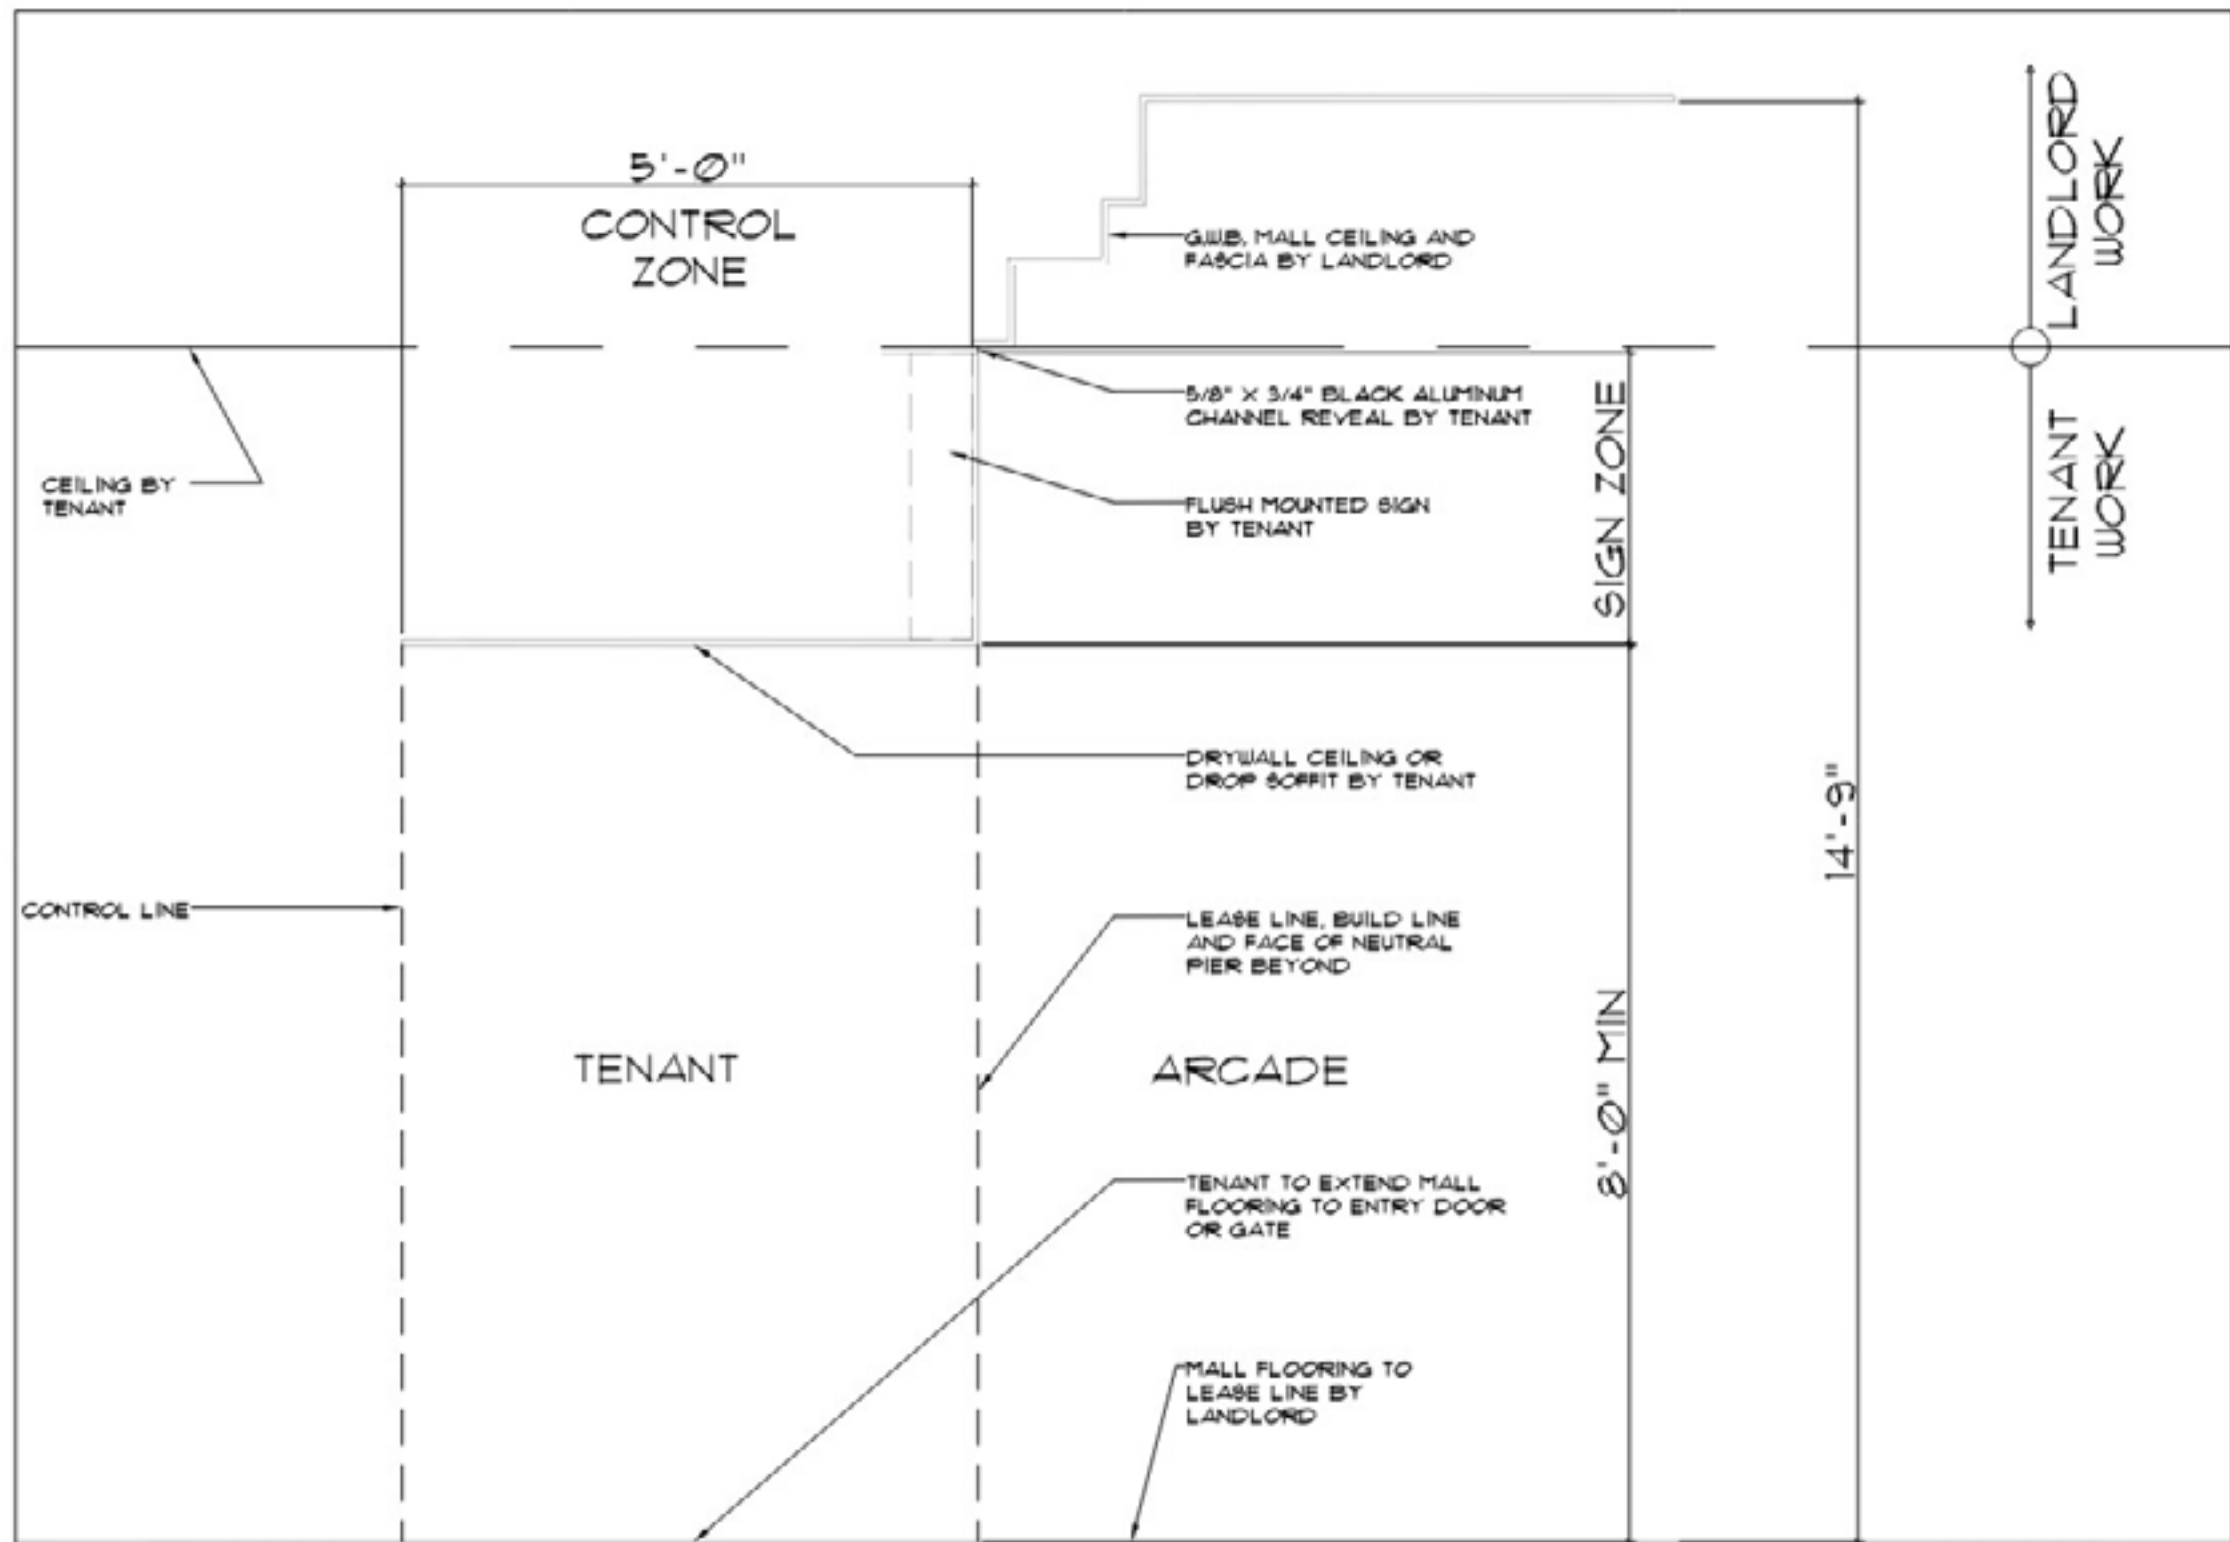 5'-0"
CONTROL
ZONE
G.W.B. MALL CEILING AND
FASCIA BY LANDLORD
LANDLORD
WORK
5/8" X 3/4" BLACK ALUMINUM
CHANNEL REVEAL BY TENANT
SIGN ZONE
TENANT
WORK
CEILING BY
TENANT
FLUSH MOUNTED SIGN
BY TENANT
DRYWALL CEILING OR
DROP SOFFIT BY TENANT
14'-9"
CONTROL LINE
LEASE LINE, BUILD LINE
AND FACE OF NEUTRAL
PIER BEYOND
8'-0" MIN
TENANT
ARCADE
TENANT TO EXTEND MALL
FLOORING TO ENTRY DOOR
OR GATE
MALL FLOORING TO
LEASE LINE BY
LANDLORD